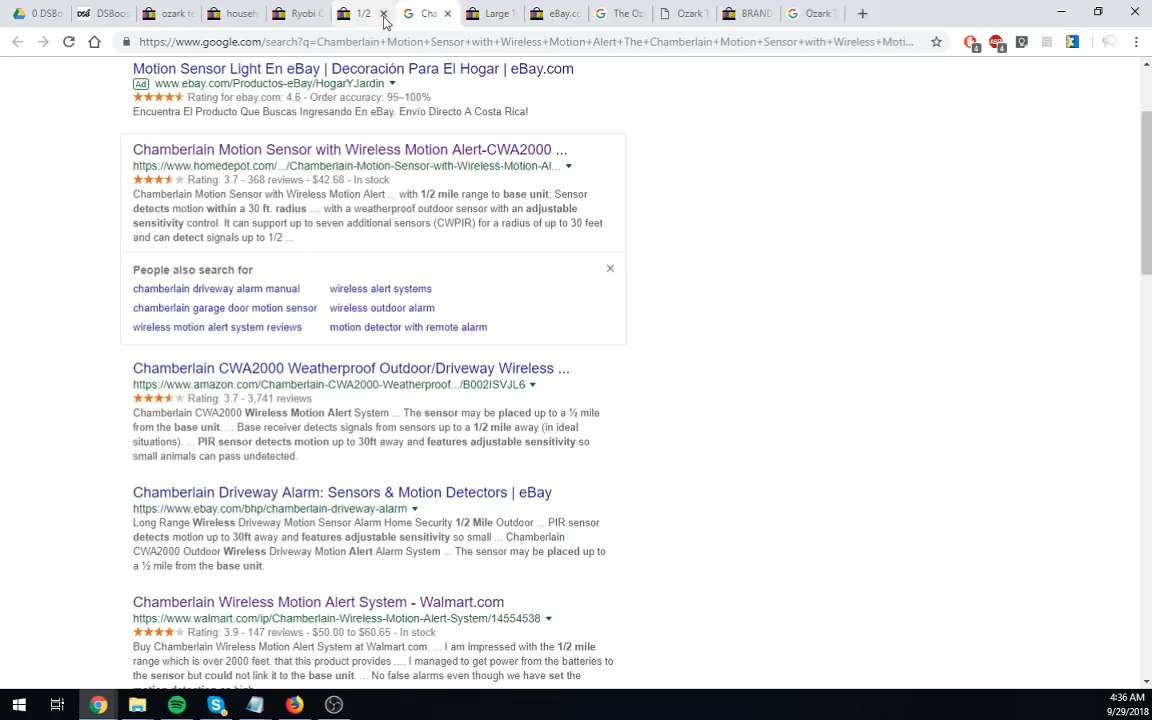 0 DSBo
DSBoos
ozark te
househ
Ryobi C
1/2
Cha
Large T
eBay.co
The Oz
Ozark T
BRAND
Ozark T
https://www.google.com/search?q=Chamberlain+Motion+Sensor+with+Wireless+Motion+Alert+The+Chamberlain+Motion+Sensor+with+Wireless+Moti...
4
4
Motion Sensor Light En eBay | Decoración Para El Hogar | eBay.com
Ad www.ebay.com/Productos-eBay/HogarYJardin
Rating for ebay.com: 4.6 - Order accuracy: 95–100%
Encuentra El Producto Que Buscas Ingresando En eBay. Envío Directo A Costa Rica!
Chamberlain Motion Sensor with Wireless Motion Alert-CWA2000 ...
https://www.homedepot.com/.../Chamberlain-Motion-Sensor-with-Wireless-Motion-Al...
Rating: 3.7 - 368 reviews - $42.68 - In stock
Chamberlain Motion Sensor with Wireless Motion Alert ... with 1/2 mile range to base unit; Sensor
detects motion within a 30 ft. radius .... with a weatherproof outdoor sensor with an adjustable
sensitivity control. It can support up to seven additional sensors (CWPIR) for a radius of up to 30 feet
and can detect signals up to 1/2 ...
People also search for
chamberlain driveway alarm manual
wireless alert systems
chamberlain garage door motion sensor
wireless outdoor alarm
wireless motion alert system reviews
motion detector with remote alarm
Chamberlain CWA2000 Weatherproof Outdoor/Driveway Wireless ...
https://www.amazon.com/Chamberlain-CWA2000-Weatherproof.../B002ISVJL6
Rating: 3.7 - 3,741 reviews
Chamberlain CWA2000 Wireless Motion Alert System ... The sensor may be placed up to a ½ mile
from the base unit. ... Base receiver detects signals from sensors up to a 1/2 mile away (in ideal
situations). ... PIR sensor detects motion up to 30ft away and features adjustable sensitivity so
small animals can pass undetected.
Chamberlain Driveway Alarm: Sensors & Motion Detectors | eBay
https://www.ebay.com/bhp/chamberlain-driveway-alarm
Long Range Wireless Driveway Motion Sensor Alarm Home Security 1/2 Mile Outdoor ... PIR sensor
detects motion up to 30ft away and features adjustable sensitivity so small ... Chamberlain
CWA2000 Outdoor Wireless Driveway Motion Alert Alarm System ... The sensor may be placed up to
a ½ mile from the base unit.
Chamberlain Wireless Motion Alert System - Walmart.com
https://www.walmart.com/ip/Chamberlain-Wireless-Motion-Alert-System/14554538
Rating: 3.9 - 147 reviews - $50.00 to $60.65 - In stock
Buy Chamberlain Wireless Motion Alert System at Walmart.com. ... I am impressed with the 1/2 mile
range which is over 2000 feet. that this product provides .... I managed to get power from the batteries to
the sensor but could not link it to the base unit. ... No false alarms even though we have set the
4:36 AM
9/29/2018